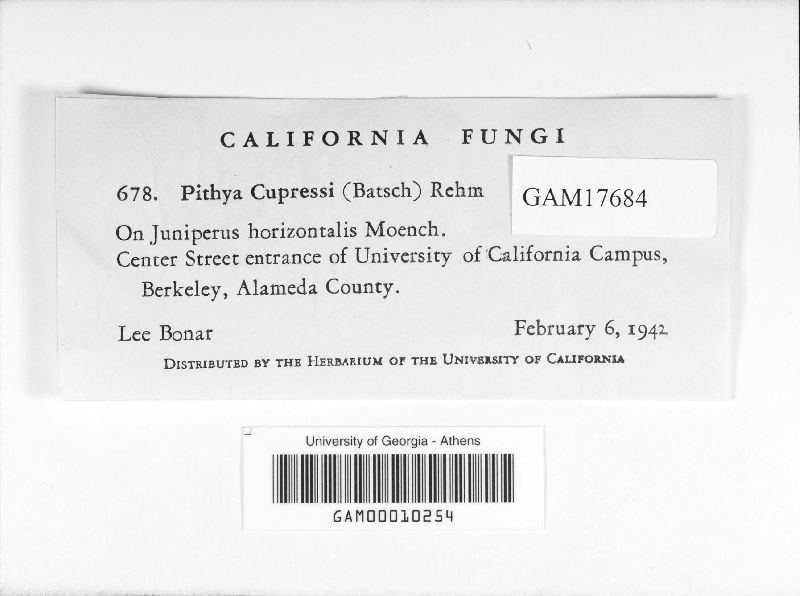 CALIFORNIA FUNGI
678. Pithya Cupressi (Batsch) Rehm
GAM17684
On Juniperus horizontalis Moench.
Center Street entrance of University of California Campus,
Berkeley, Alameda County.
Lee Bonar February 6, 1942
DISTRIBUTED BY THE HERBARIUM OF THE UNIVERSITY OF CALIFORNIA
University of Georgia - Athens
GAM00010254